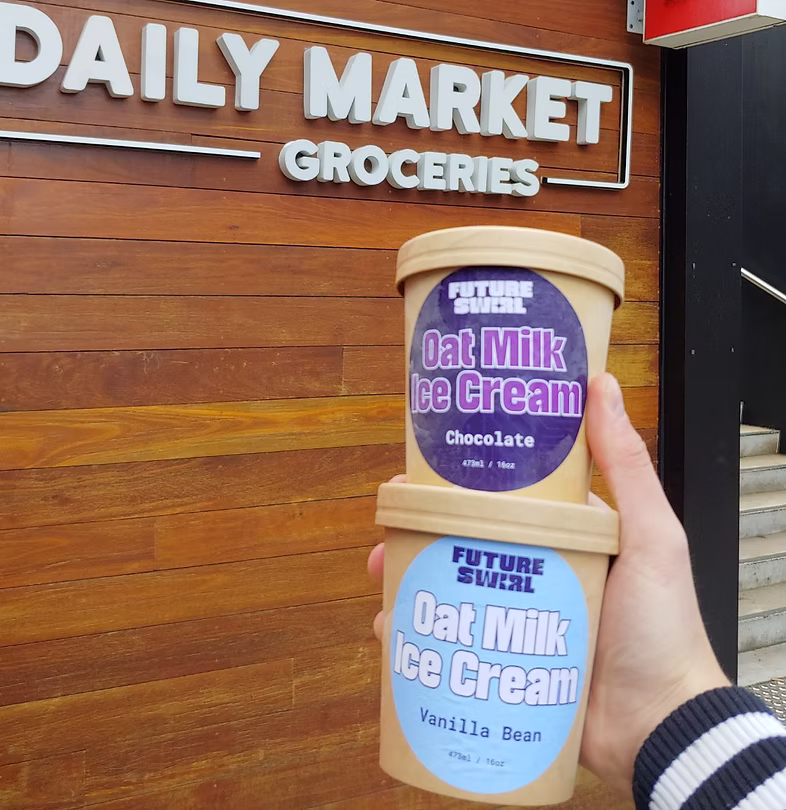 DAILY MARKET
GROCERIES
FUTURE
SWIRL
Oat Milk
Ice Cream
Chocolate
473ml / 16oz
FUTURE
SWIRL
Oat Milk
Ice Cream
Vanilla Bean
473ml / 16oz